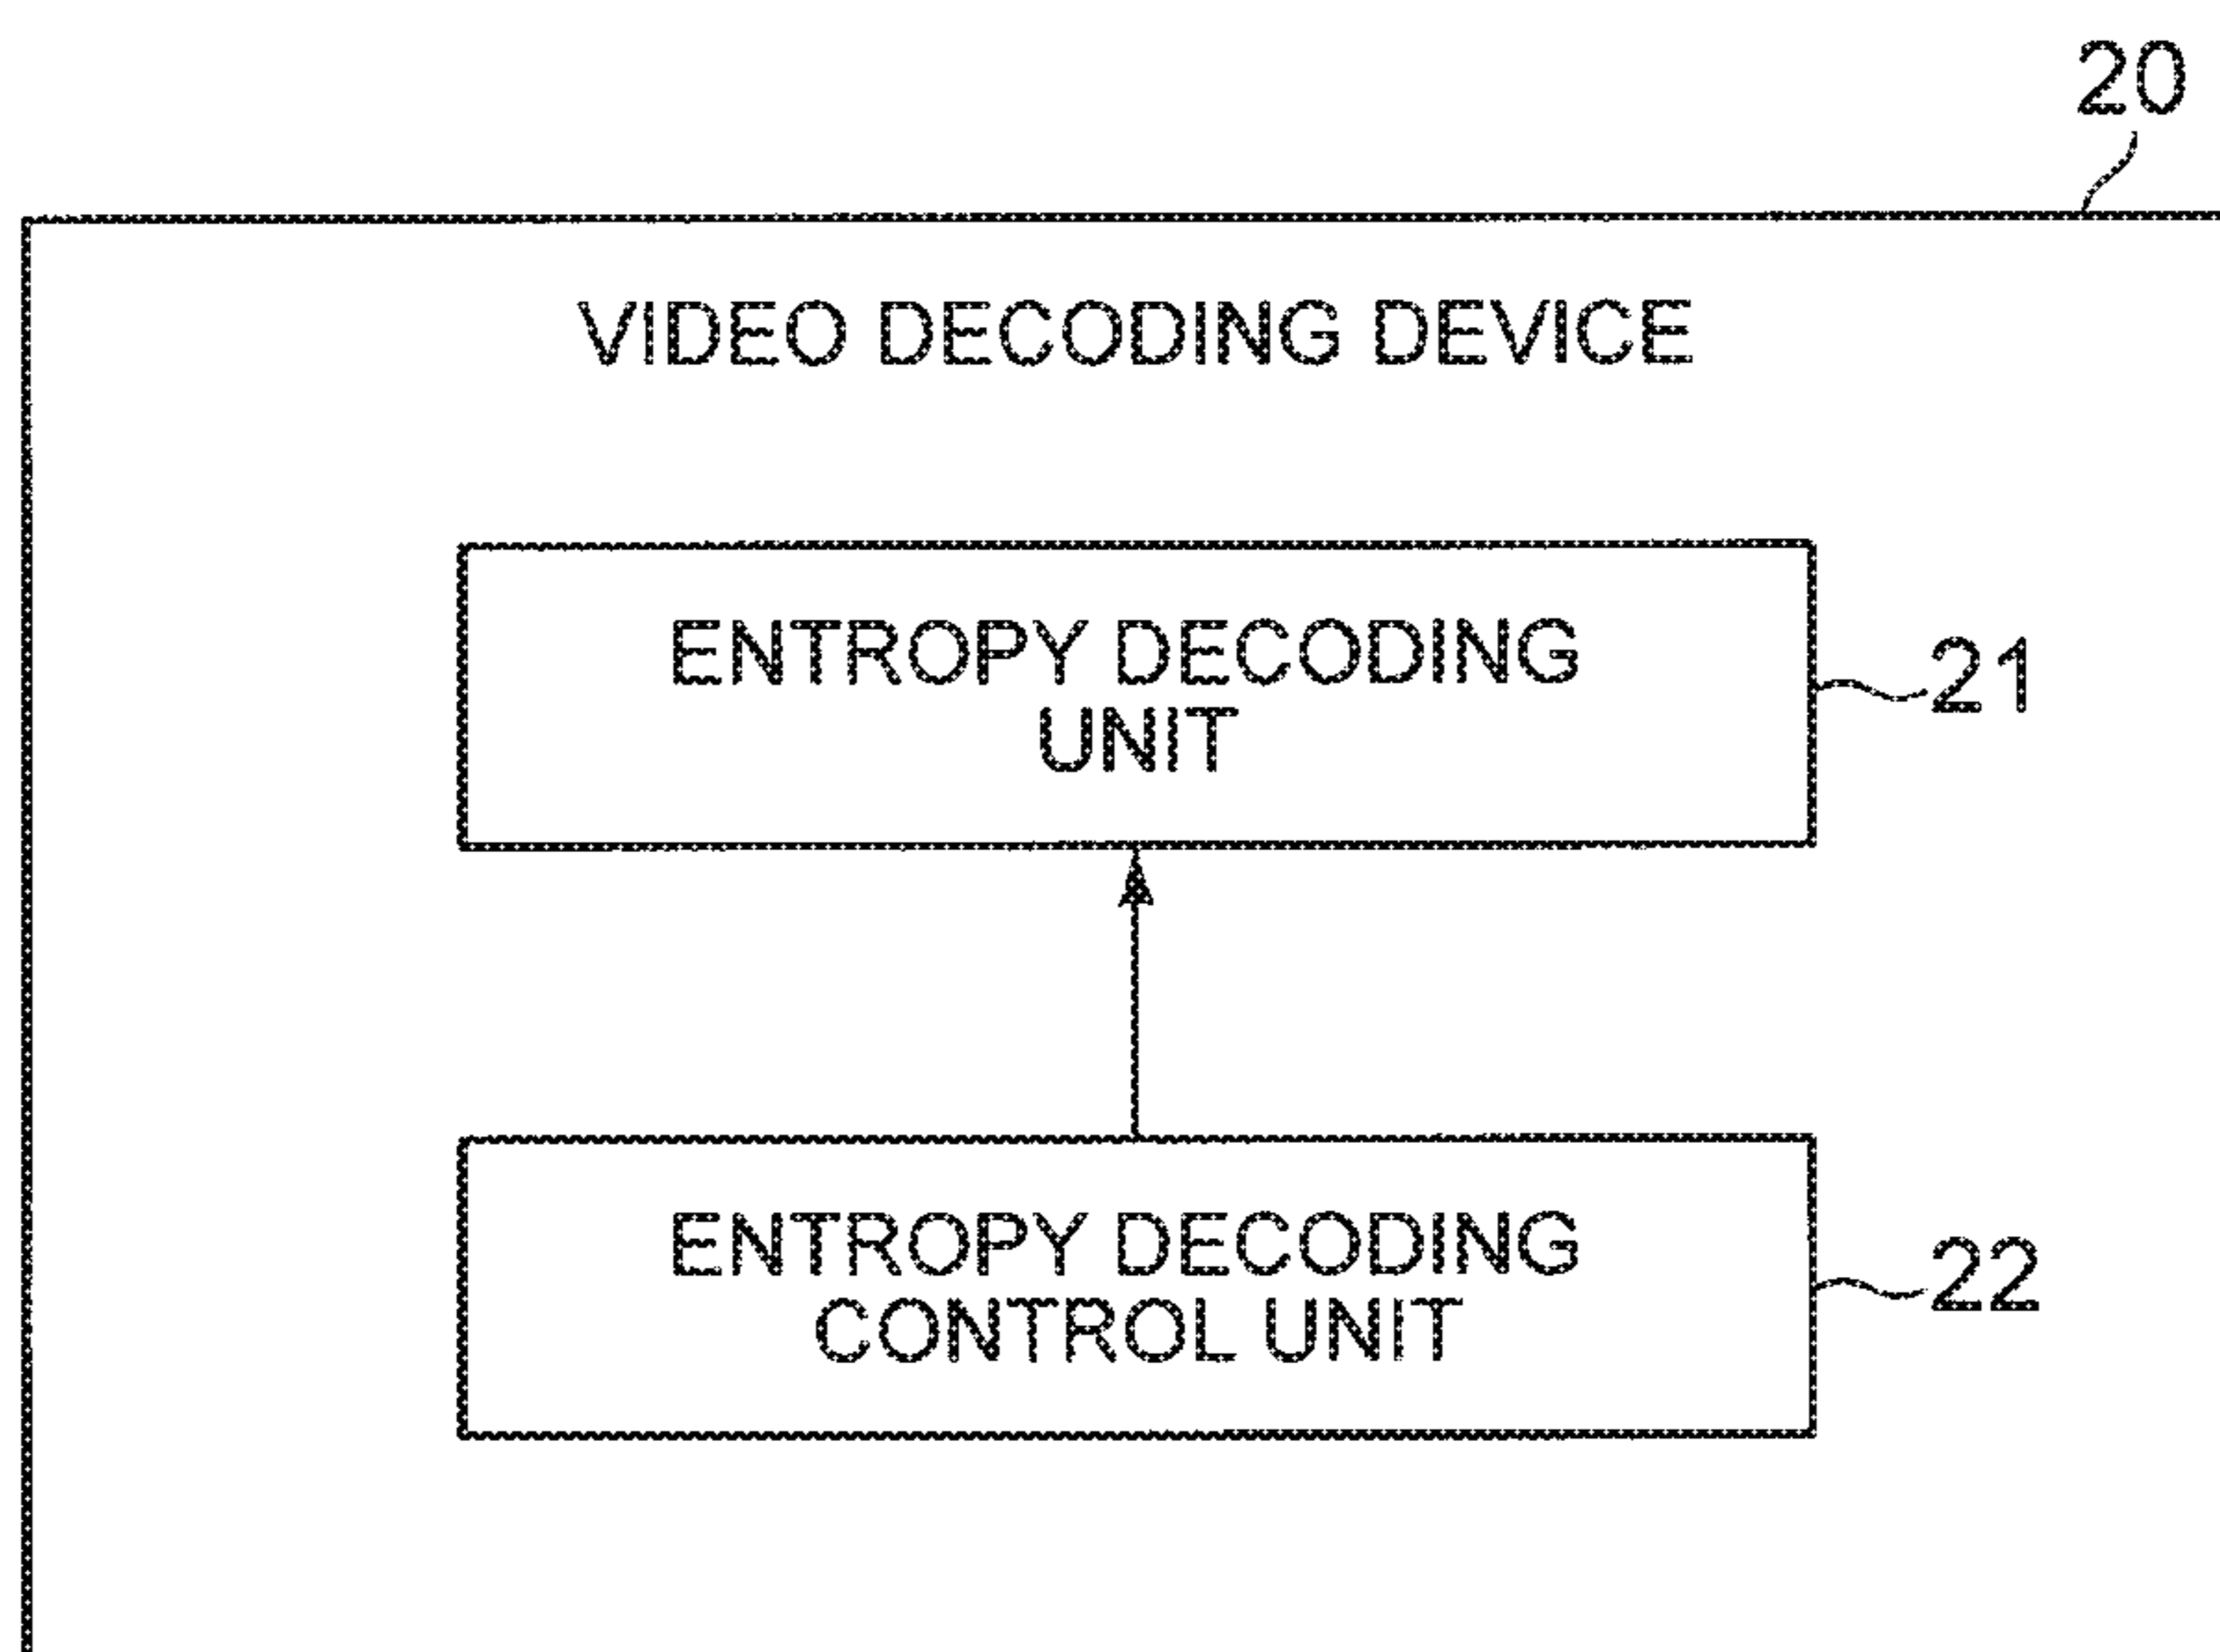 20
VIDEO DECODING DEVICE
ENTROPY DECODING
UNIT
21
ENTROPY DECODING
CONTROL UNIT
22